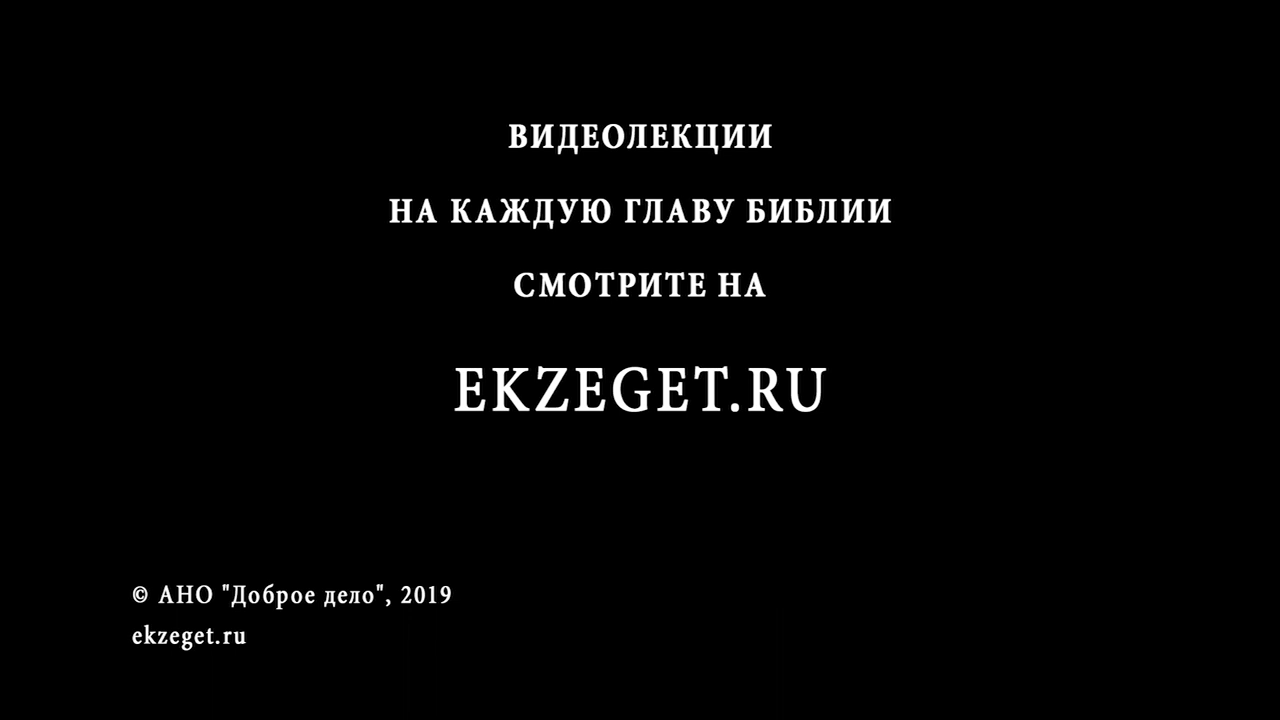 ВИДЕОЛЕКЦИИ
НА КАЖДУЮ ГЛАВУ БИБЛИИ
СМОТРИТЕ НА
EKZEGET.RU
© АНО "Доброе дело", 2019
ekzeget.ru